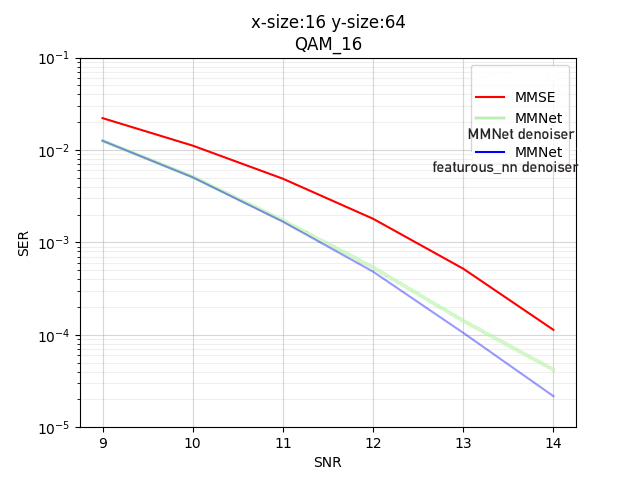 x-size:16 y-size:64
QAM_16
10⁻¹
MMSE
MMNet
MMNet denoiser
MMNet
featurous_nn denoiser
10⁻²
10⁻³
SER
10⁻⁴
10⁻⁵
9 10 11 12 13 14
SNR